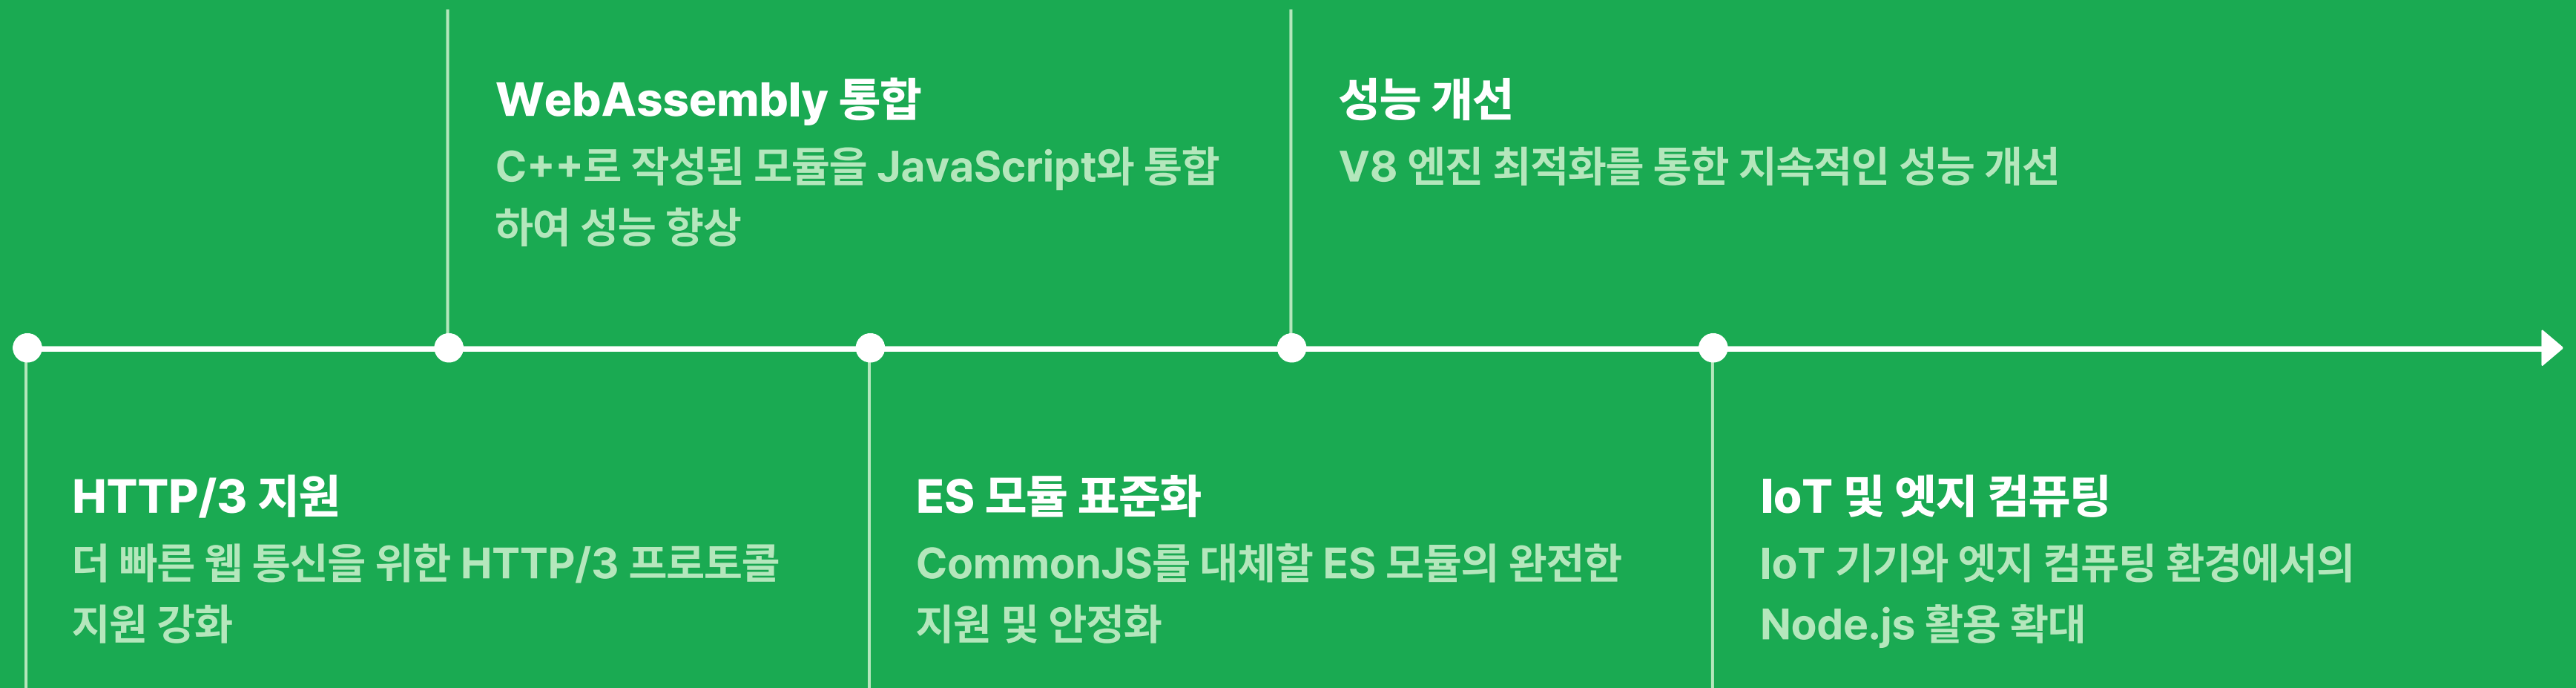 WebAssembly 통합
C++로 작성된 모듈을 JavaScript와 통합
하여 성능 향상
성능 개선
V8 엔진 최적화를 통한 지속적인 성능 개선
HTTP/3 지원
더 빠른 웹 통신을 위한 HTTP/3 프로토콜
지원 강화
ES 모듈 표준화
CommonJS를 대체할 ES 모듈의 완전한
지원 및 안정화
IoT 및 엣지 컴퓨팅
IoT 기기와 엣지 컴퓨팅 환경에서의
Node.js 활용 확대